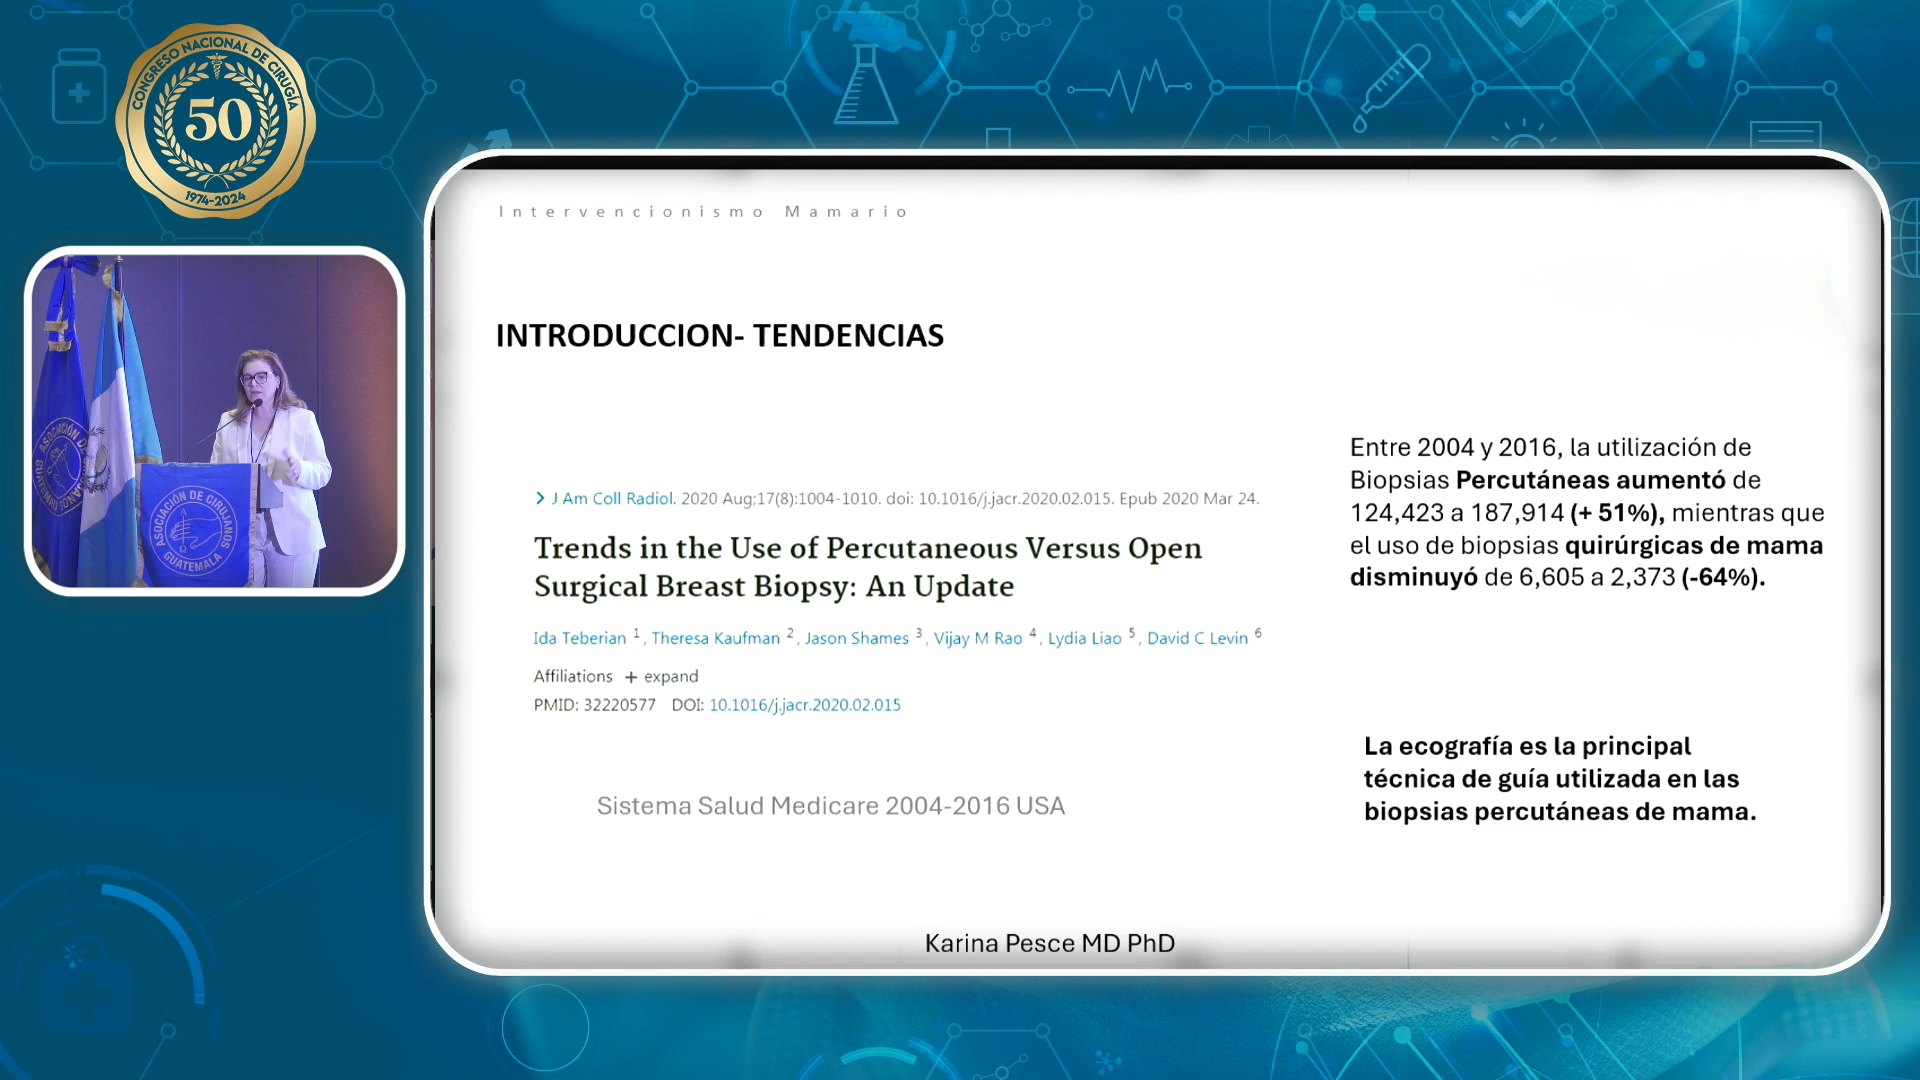 CONGRESO NACIONAL DE CIRUGÍA
50
1974-2024
ASOCIACIÓN DE CIRUJANOS
GUATEMALA
Intervencionismo Mamario
INTRODUCCION- TENDENCIAS
J Am Coll Radiol. 2020 Aug;17(8):1004-1010. doi: 10.1016/j.jacr.2020.02.015. Epub 2020 Mar 24.
Trends in the Use of Percutaneous Versus Open
Surgical Breast Biopsy: An Update
Ida Teberian 1, Theresa Kaufman 2, Jason Shames 3, Vijay M Rao 4, Lydia Liao 5, David C Levin 6
Affiliations + expand
PMID: 32220577 DOI: 10.1016/j.jacr.2020.02.015
Sistema Salud Medicare 2004-2016 USA
Entre 2004 y 2016, la utilización de
Biopsias Percutáneas aumentó de
124,423 a 187,914 (+ 51%), mientras que
el uso de biopsias quirúrgicas de mama
disminuyó de 6,605 a 2,373 (-64%).
La ecografía es la principal
técnica de guía utilizada en las
biopsias percutáneas de mama.
Karina Pesce MD PhD